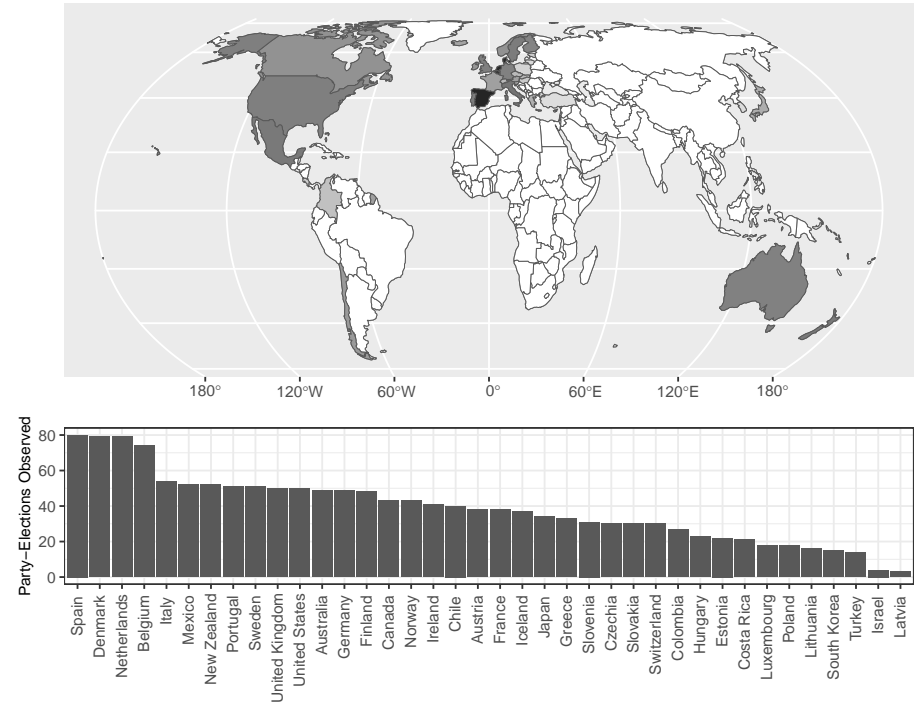 180° 120°W 60°W 0° 60°E 120°E 180°
Party−Elections Observed
80
60
40
20
0
Spain
Denmark
Netherlands
Belgium
Italy
Mexico
New Zealand
Portugal
Sweden
United Kingdom
United States
Australia
Germany
Finland
Canada
Norway
Ireland
Chile
Austria
France
Iceland
Japan
Greece
Slovenia
Czechia
Slovakia
Switzerland
Colombia
Hungary
Estonia
Costa Rica
Luxembourg
Poland
Lithuania
South Korea
Turkey
Israel
Latvia